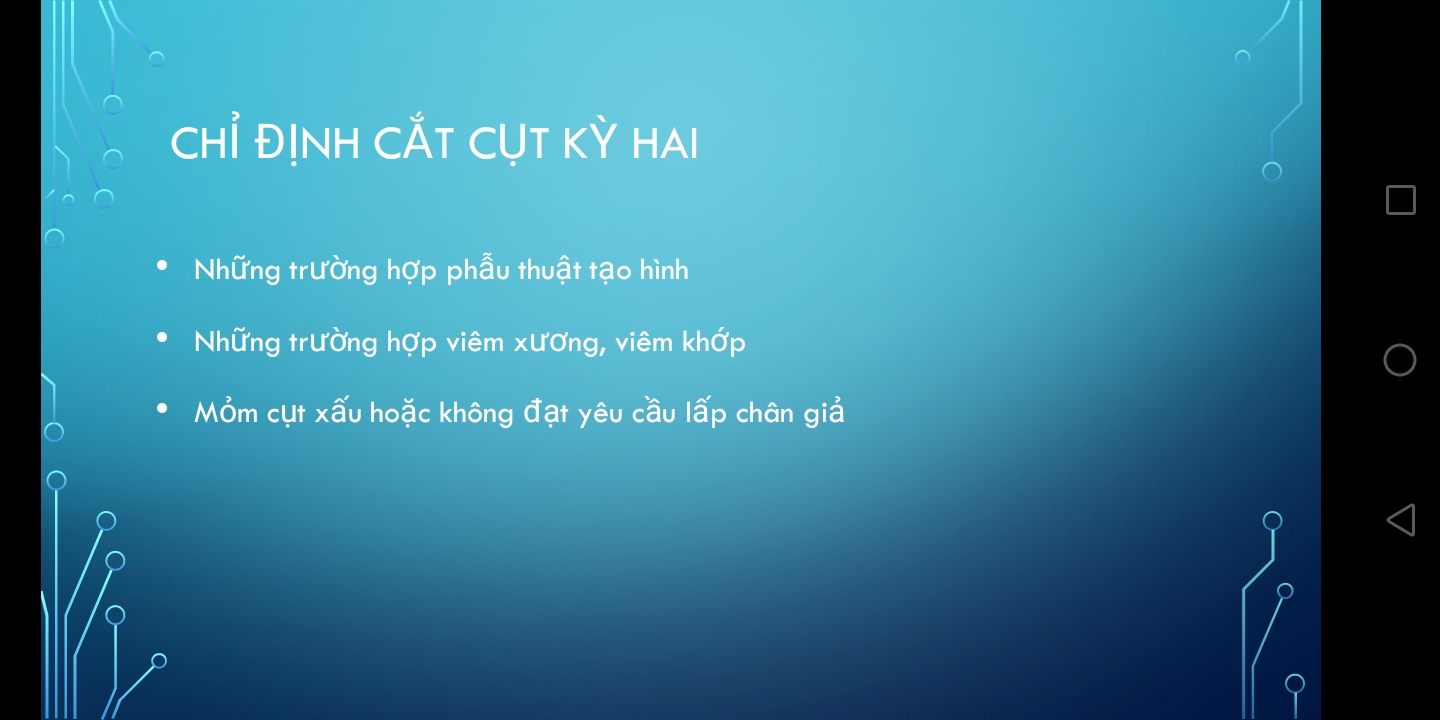 CHỈ ĐỊNH CẮT CỤT KỲ HAI
• Những trường hợp phẫu thuật tạo hình
• Những trường hợp viêm xương, viêm khớp
• Mỏm cụt xấu hoặc không đạt yêu cầu lấp chân giả